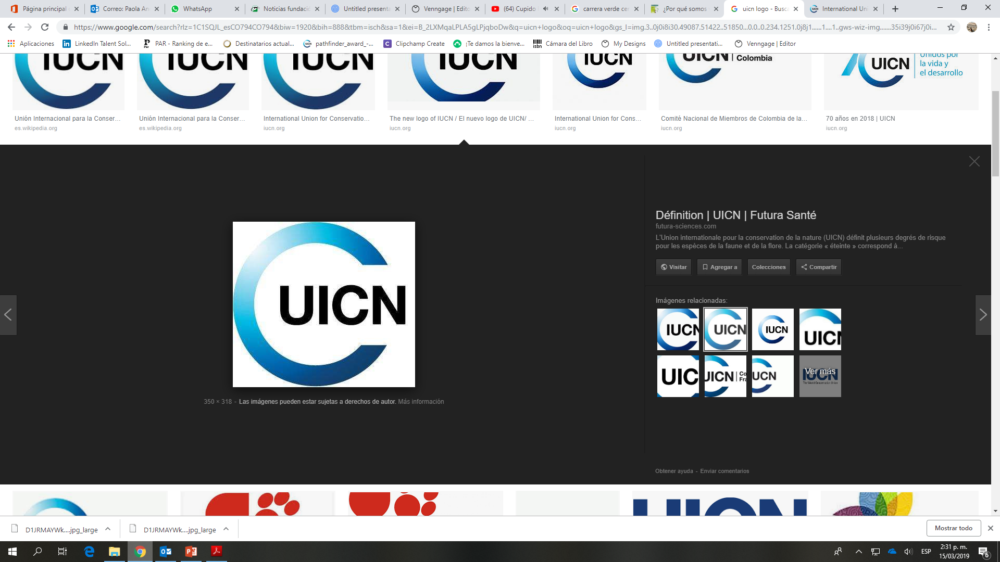 Página principal
Correo: Paola An
WhatsApp
Noticias fundació
Untitled presenta
Venngage | Edito
(64) Cupido
carrera verde cer
¿Por qué somos
uicn logo - Busca
International Uni
https://www.google.com/search?rlz=1C1SQJL_esCO794CO794&biw=1920&bih=888&tbm=isch&sa=1&ei=B_2LXMqaLPLA5gLPjqboDw&q=uicn+logo&oq=uicn+logo&gs_l=img.3..0j0i8i30.49087.51422..51850...0.0..0.234.1251.0j8j1......1....1..gws-wiz-img.......35i39j0i67j0i...
Aplicaciones
LinkedIn Talent Sol...
PAR - Ranking de e...
Destinatarios actual...
pathfinder_award_-...
Clipchamp Create
¡Te damos la bienve...
Cámara del Libro
My Designs
Untitled presentati...
Venngage | Editor
IUCN
IUCN
IUCN
IUCN
IUCN
UICN | Colombia
UICN
Unidos por
la vida y
el desarrollo
Unión Internacional para la Conser...
es.wikipedia.org
Unión Internacional para la Conser...
es.wikipedia.org
International Union for Conservatio...
iucn.org
The new logo of IUCN / El nuevo logo de UICN/ ...
iucn.org
International Union for Cons...
iucn.org
Comité Nacional de Miembros de Colombia de la...
iucn.org
70 años en 2018 | UICN
iucn.org
UICN
350 × 318 - Las imágenes pueden estar sujetas a derechos de autor. Más información
Définition | UICN | Futura Santé
futura-sciences.com
L'Union internationale pour la conservation de la nature (UICN) définit plusieurs degrés de risque
pour les espèces de la faune et de la flore. La catégorie « éteinte » correspond à...
Visitar
Agregar a
Colecciones
Compartir
Imágenes relacionadas:
IUCN
UICN
IUCN
UICN
UIC
UICN | Co
Fra
UCN
IUCN
The World Conservation Union
Ver más
Obtener ayuda - Enviar comentarios
UICN
D1JRMAYWk....jpg_large
D1JRMAYWk....jpg_large
Mostrar todo
ESP
2:31 p. m.
15/03/2019
6